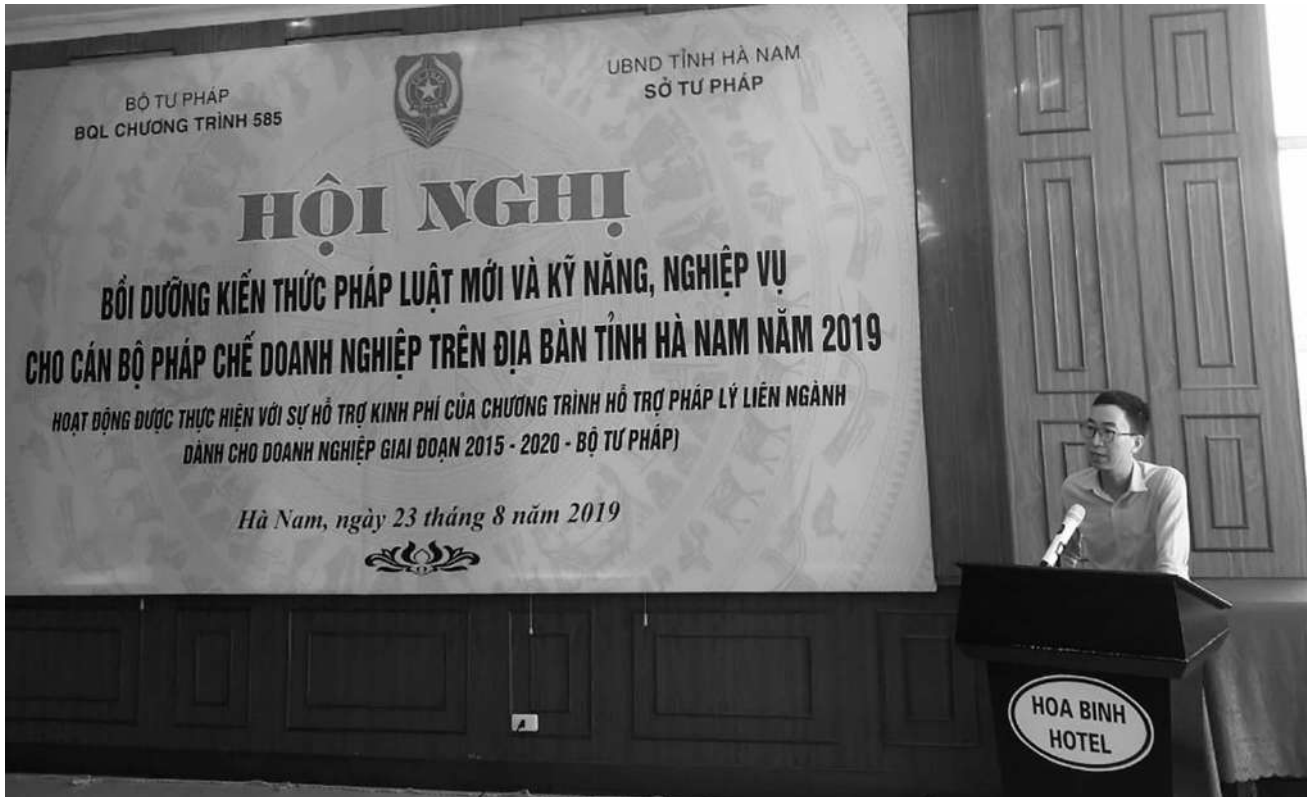 BỘ TƯ PHÁP
BQL CHƯƠNG TRÌNH 585
UBND TỈNH HÀ NAM
SỞ TƯ PHÁP
HỘI NGHỊ
BỒI DƯỠNG KIẾN THỨC PHÁP LUẬT MỚI VÀ KỸ NĂNG, NGHIỆP VỤ
CHO CÁN BỘ PHÁP CHẾ DOANH NGHIỆP TRÊN ĐỊA BÀN TỈNH HÀ NAM NĂM 2019
HOẠT ĐỘNG ĐƯỢC THỰC HIỆN VỚI SỰ HỖ TRỢ KINH PHÍ CỦA CHƯƠNG TRÌNH HỖ TRỢ PHÁP LÝ LIÊN NGÀNH
DÀNH CHO DOANH NGHIỆP GIAI ĐOẠN 2015 - 2020 - BỘ TƯ PHÁP)
Hà Nam, ngày 23 tháng 8 năm 2019
HOA BINH
HOTEL